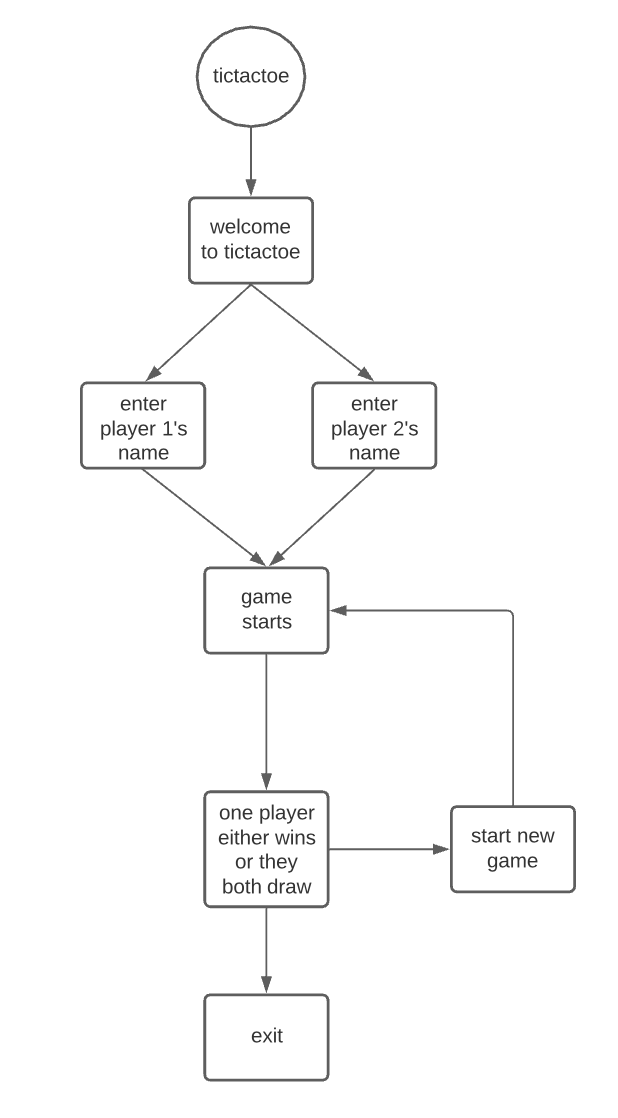 tictactoe
welcome
to tictactoe
enter
player 1's
name
enter
player 2's
name
game
starts
one player
either wins
or they
both draw
start new
game
exit